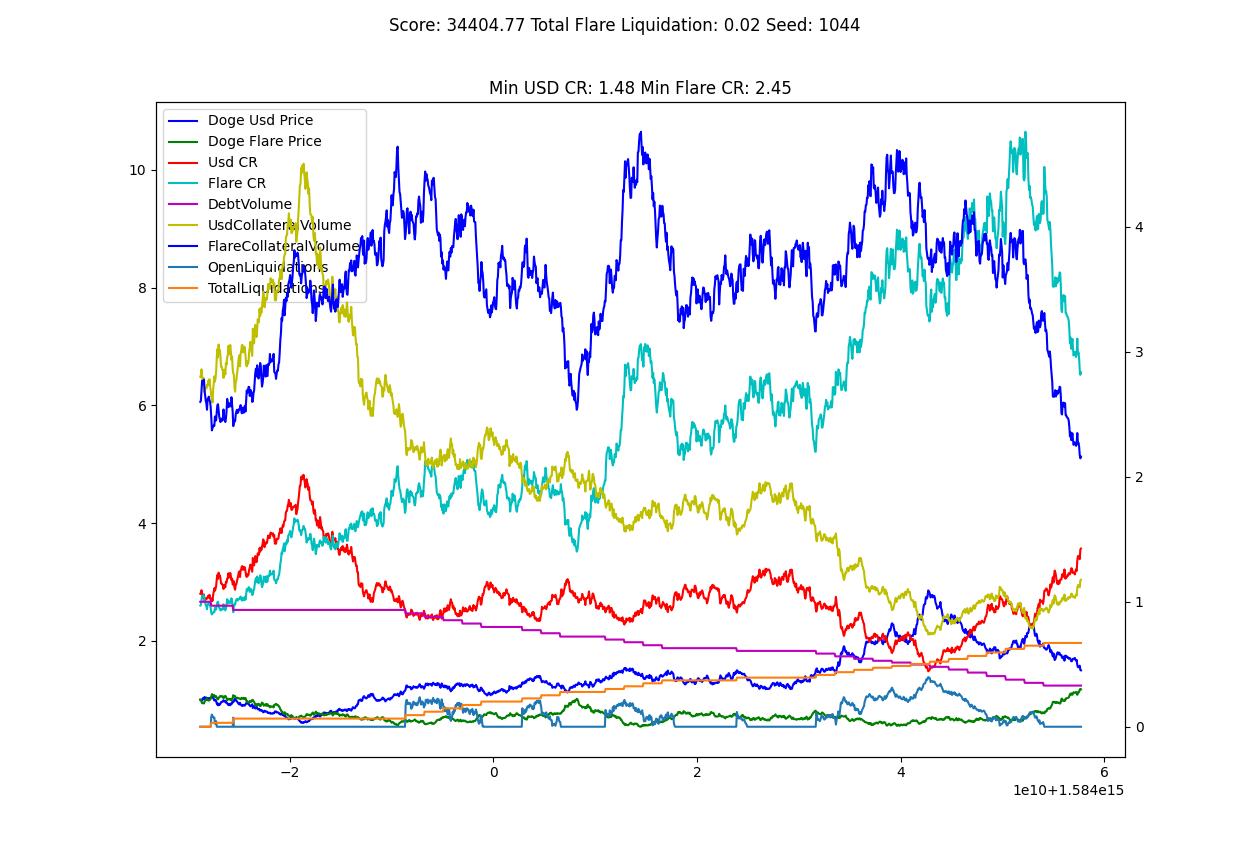 Score: 34404.77 Total Flare Liquidation: 0.02 Seed: 1044
Min USD CR: 1.48 Min Flare CR: 2.45
Doge Usd Price
Doge Flare Price
Usd CR
Flare CR
DebtVolume
UsdCollateralVolume
FlareCollateralVolume
OpenLiquidations
TotalLiquidations
10
8
6
4
2
4
3
2
1
0
−2
0
2
4
6
1e10+1.584e15